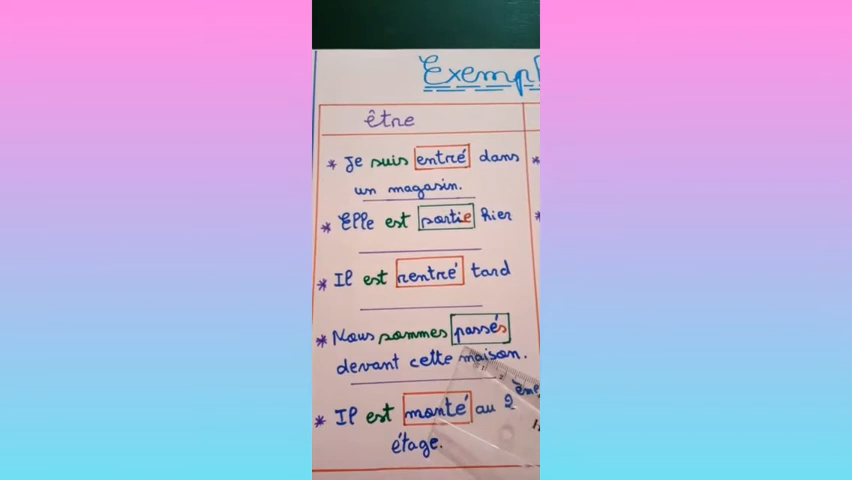 Exempl
être
* Je suis entré dans
un magasin.
* Elle est partie hier
* Il est rentré tard
* Nous sommes passés
devant cette maison.
* Il est monté au 2ème
étage.